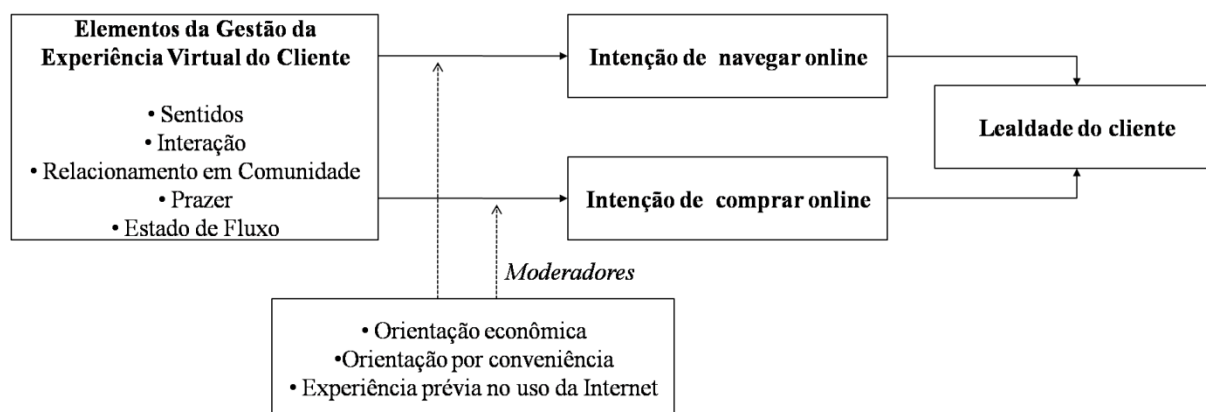 Elementos da Gestão da
Experiência Virtual do Cliente
• Sentidos
• Interação
• Relacionamento em Comunidade
• Prazer
• Estado de Fluxo
Intenção de navegar online
Intenção de comprar online
Lealdade do cliente
Moderadores
• Orientação econômica
•Orientação por conveniência
• Experiência prévia no uso da Internet